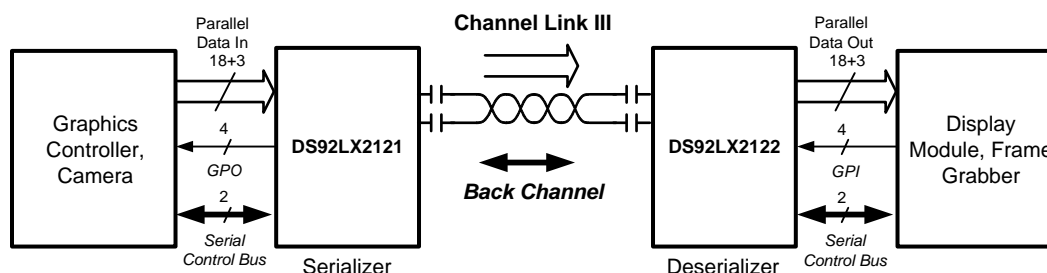 Channel Link III
Parallel
Data In
18+3
Parallel
Data Out
18+3
Graphics
Controller,
Camera
4
GPO
2
Serial
Control Bus
DS92LX2121
Serializer
Back Channel
DS92LX2122
Deserializer
4
GPI
2
Serial
Control Bus
Display
Module, Frame
Grabber